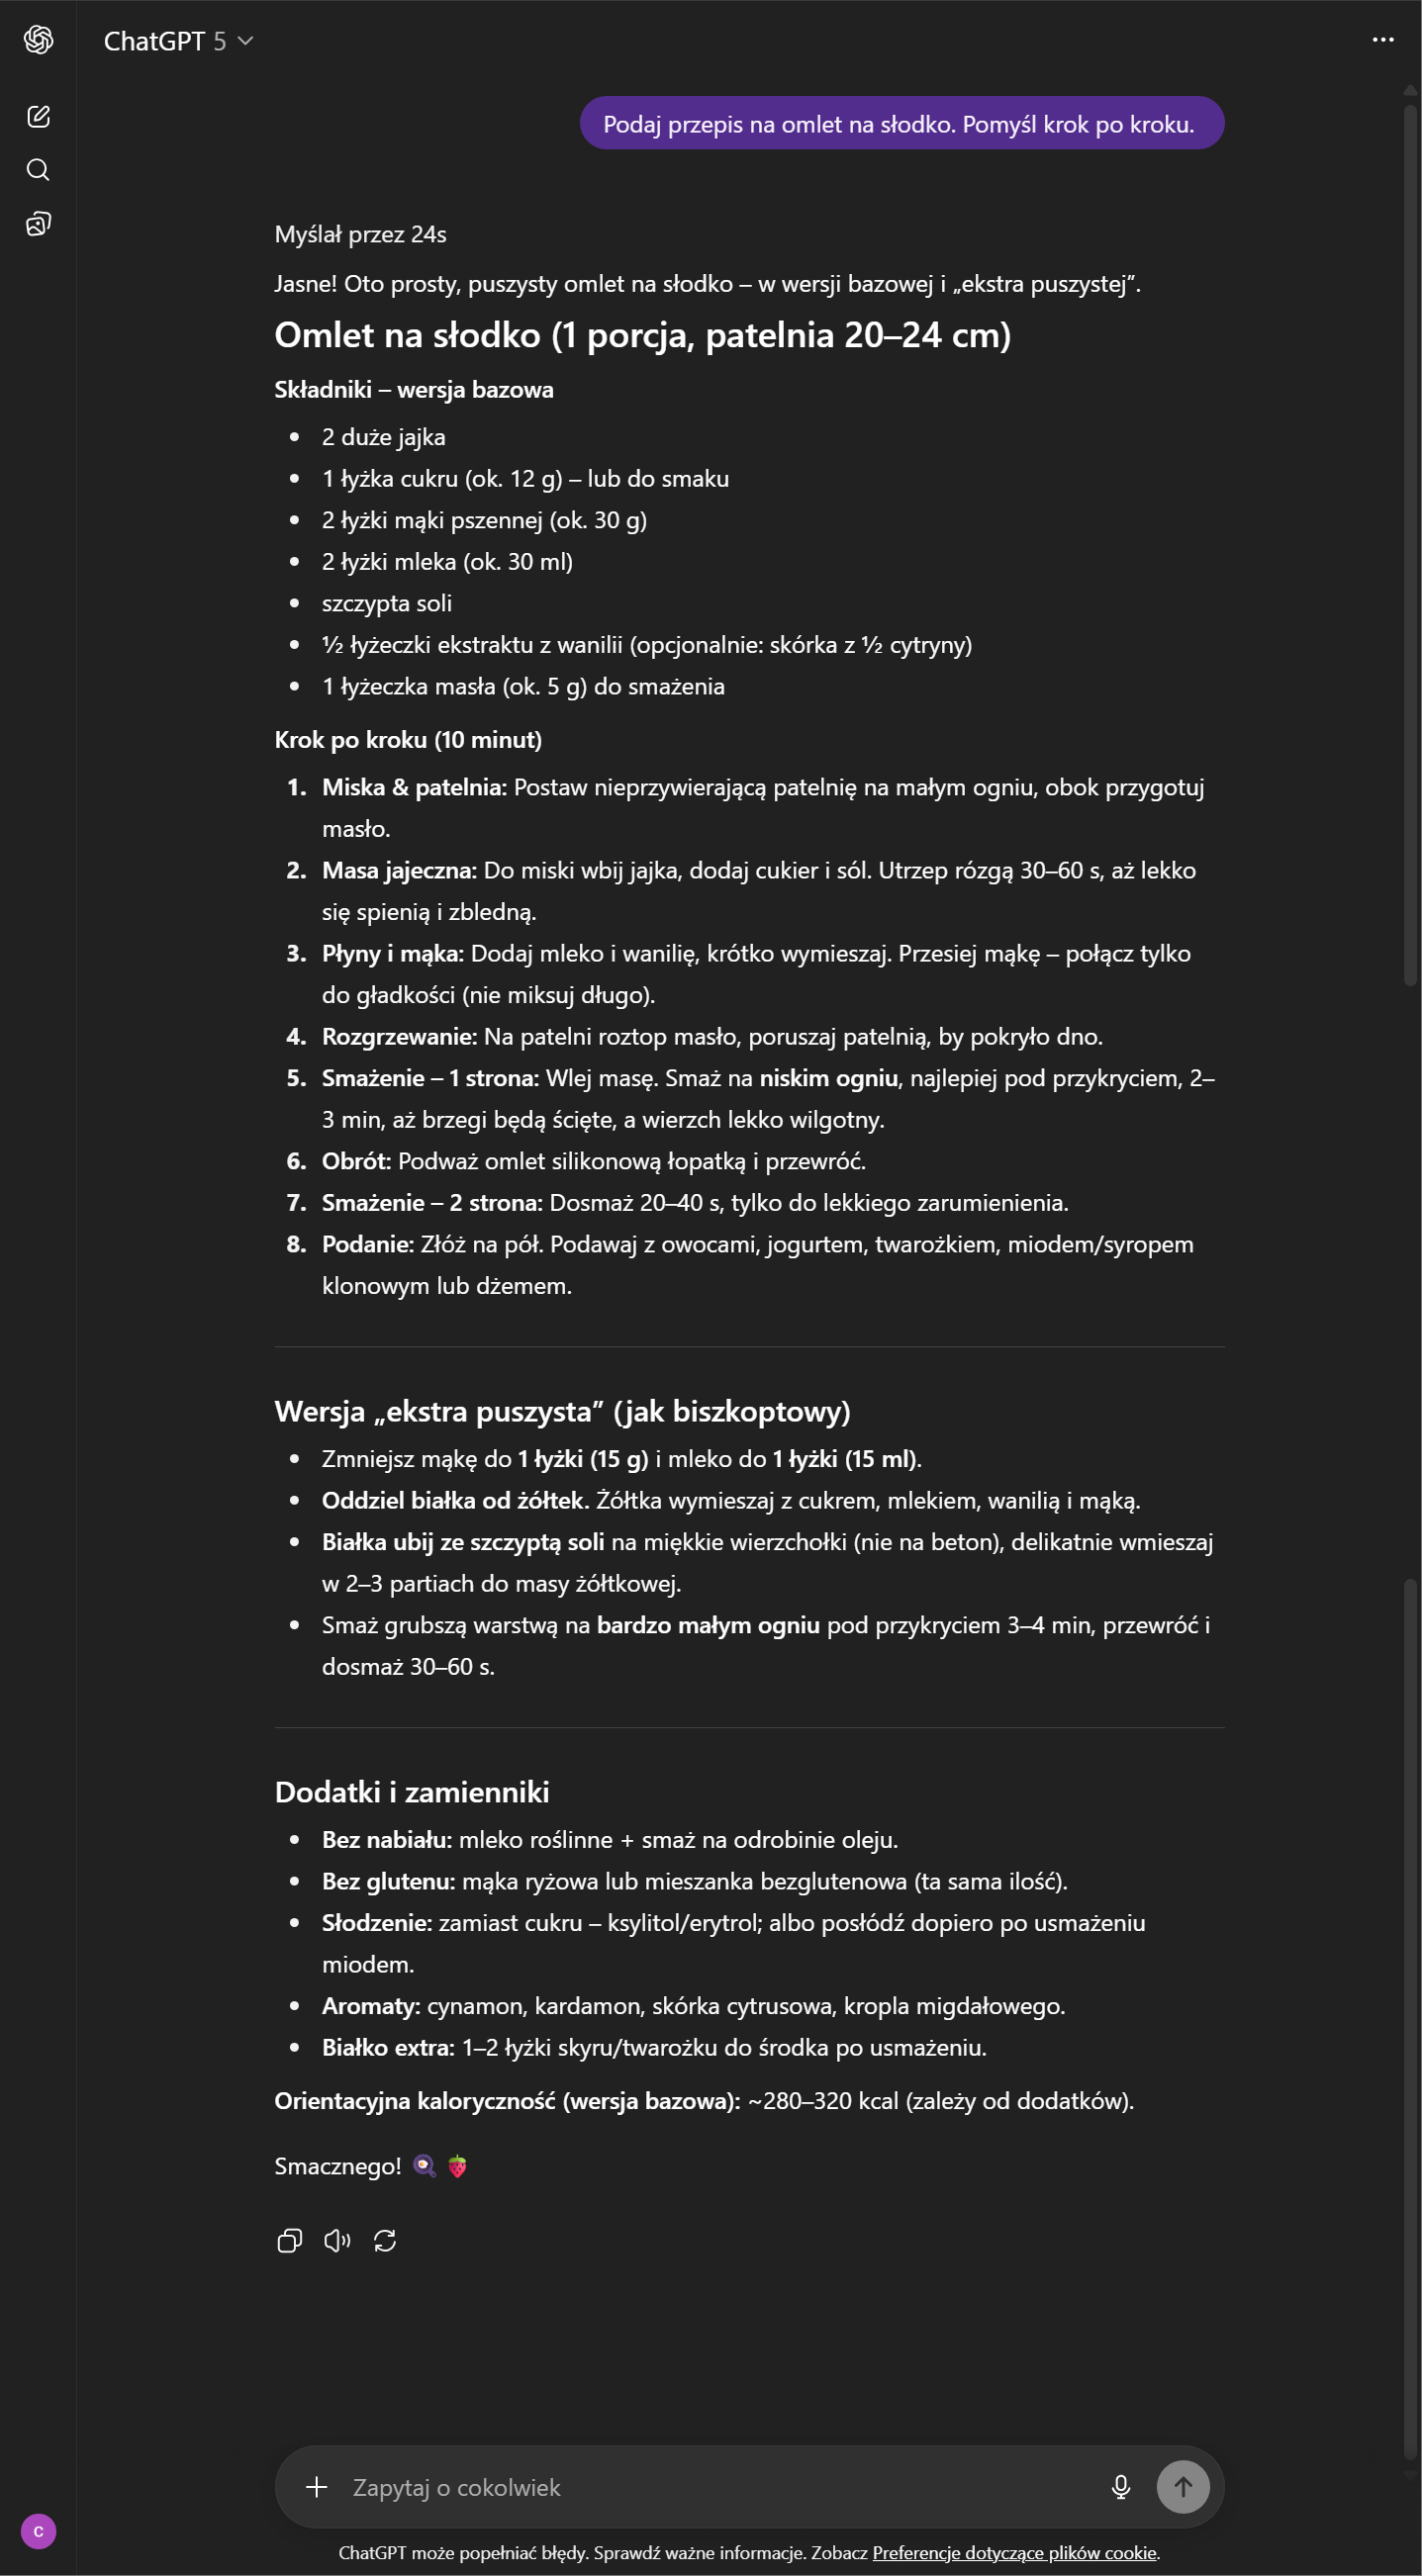 ChatGPT 5
Podaj przepis na omlet na słodko. Pomyśl krok po kroku.
Myślał przez 24s
Jasne! Oto prosty, puszysty omlet na słodko – w wersji bazowej i „ekstra puszystej”.
Omlet na słodko (1 porcja, patelnia 20–24 cm)
Składniki – wersja bazowa
• 2 duże jajka
• 1 łyżka cukru (ok. 12 g) – lub do smaku
• 2 łyżki mąki pszennej (ok. 30 g)
• 2 łyżki mleka (ok. 30 ml)
• szczypta soli
• ½ łyżeczki ekstraktu z wanilii (opcjonalnie: skórka z ½ cytryny)
• 1 łyżeczka masła (ok. 5 g) do smażenia
Krok po kroku (10 minut)
1. Miska & patelnia: Postaw nieprzywierającą patelnię na małym ogniu, obok przygotuj
masło.
2. Masa jajeczna: Do miski wbij jajka, dodaj cukier i sól. Utrzep rózgą 30–60 s, aż lekko
się spienią i zbledną.
3. Płyny i mąka: Dodaj mleko i wanilię, krótko wymieszaj. Przesiej mąkę – połącz tylko
do gładkości (nie miksuj długo).
4. Rozgrzewanie: Na patelni roztop masło, poruszaj patelnią, by pokryło dno.
5. Smażenie – 1 strona: Wlej masę. Smaż na niskim ogniu, najlepiej pod przykryciem, 2–
3 min, aż brzegi będą ścięte, a wierzch lekko wilgotny.
6. Obrót: Podważ omlet silikonową łopatką i przewróć.
7. Smażenie – 2 strona: Dosmaż 20–40 s, tylko do lekkiego zarumienienia.
8. Podanie: Złóż na pół. Podawaj z owocami, jogurtem, twarożkiem, miodem/syropem
klonowym lub dżemem.
Wersja „ekstra puszysta” (jak biszkoptowy)
• Zmniejsz mąkę do 1 łyżki (15 g) i mleko do 1 łyżki (15 ml).
• Oddziel białka od żółtek. Żółtka wymieszaj z cukrem, mlekiem, wanilią i mąką.
• Białka ubij ze szczyptą soli na miękkie wierzchołki (nie na beton), delikatnie wmieszaj
w 2–3 partiach do masy żółtkowej.
• Smaż grubszą warstwą na bardzo małym ogniu pod przykryciem 3–4 min, przewróć i
dosmaż 30–60 s.
Dodatki i zamienniki
• Bez nabiału: mleko roślinne + smaż na odrobinie oleju.
• Bez glutenu: mąka ryżowa lub mieszanka bezglutenowa (ta sama ilość).
• Słodzenie: zamiast cukru – ksylitol/erytrol; albo posłódź dopiero po usmażeniu
miodem.
• Aromaty: cynamon, kardamon, skórka cytrusowa, kropla migdałowego.
• Białko extra: 1–2 łyżki skyru/twarożku do środka po usmażeniu.
Orientacyjna kaloryczność (wersja bazowa): ~280–320 kcal (zależy od dodatków).
Smacznego! 🍳🍓
Zapytaj o cokolwiek
C
ChatGPT może popełniać błędy. Sprawdź ważne informacje. Zobacz Preferencje dotyczące plików cookie.